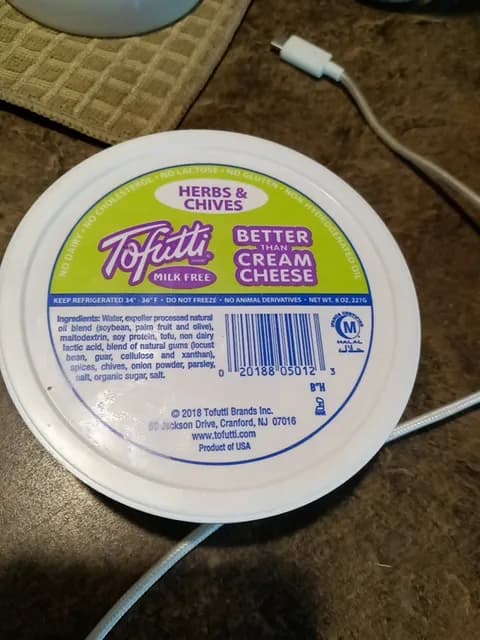 NO DAIRY • NO CHOLESTEROL • NO LACTOSE • NO GLUTEN • NON HYDROGENATED OIL
HERBS &
CHIVES
Tofutti
MILK FREE
BETTER
THAN
CREAM
CHEESE
KEEP REFRIGERATED 34° - 36° F • DO NOT FREEZE • NO ANIMAL DERIVATIVES • NET WT. 8 OZ. 227G
Ingredients: Water, expeller processed natural
oil blend (soybean, palm fruit and olive),
maltodextrin, soy protein, tofu, non dairy
lactic acid, blend of natural gums (locust
bean, guar, cellulose and xanthan),
spices, chives, onion powder, parsley,
salt, organic sugar, salt.
0 20188 05012 3
M
HALAL
حلال
B"H
© 2018 Tofutti Brands Inc.
Jackson Drive, Cranford, NJ 07016
www.tofutti.com
Product of USA